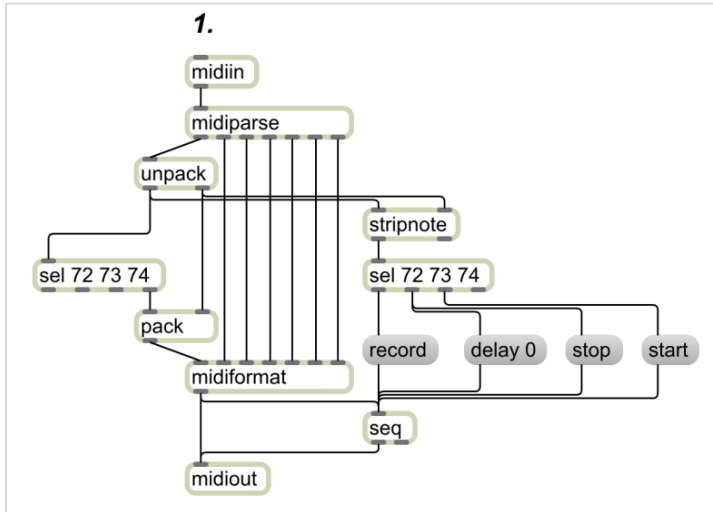 1.
midiin
midiparse
unpack
stripnote
sel 72 73 74
sel 72 73 74
pack
record
delay 0
stop
start
midiformat
seq
midiout